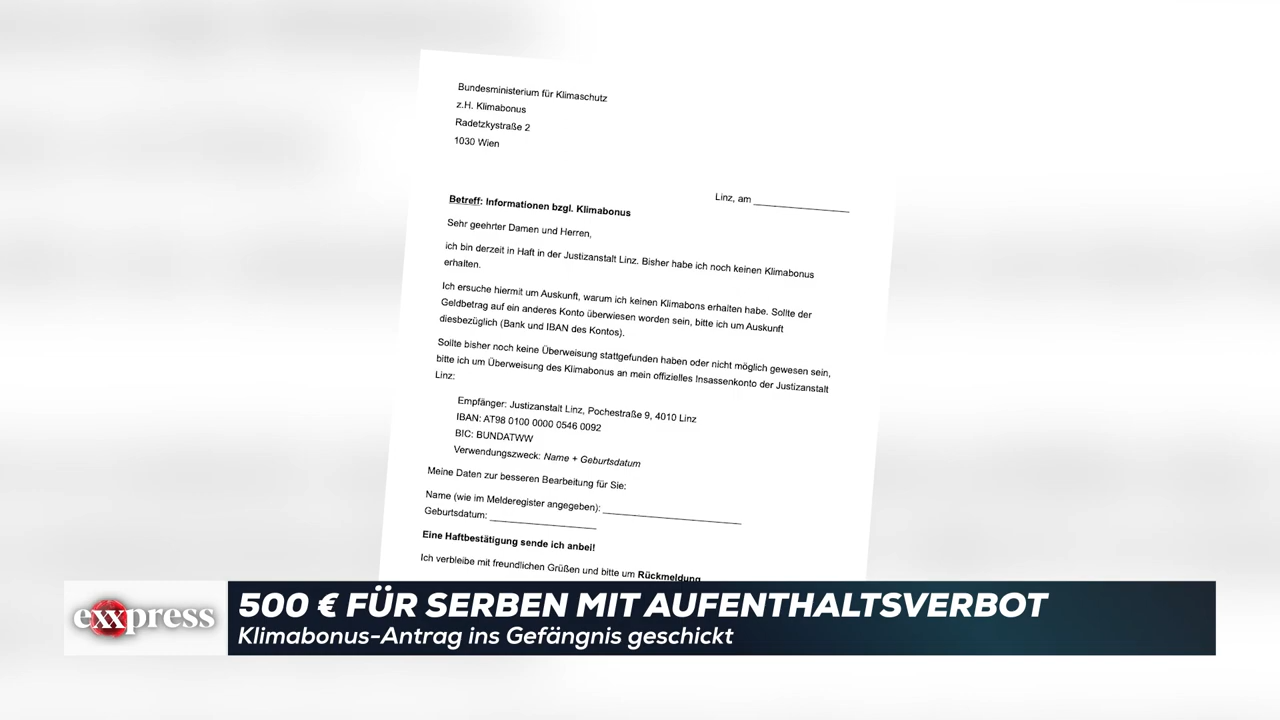 Bundesministerium für Klimaschutz
z.H. Klimabonus
Radetzkystraße 2
1030 Wien
Linz, am
Betreff: Informationen bzgl. Klimabonus
Sehr geehrter Damen und Herren,
ich bin derzeit in Haft in der Justizanstalt Linz. Bisher habe ich noch keinen Klimabonus
erhalten.
Ich ersuche hiermit um Auskunft, warum ich keinen Klimabons erhalten habe. Sollte der
Geldbetrag auf ein anderes Konto überwiesen worden sein, bitte ich um Auskunft
diesbezüglich (Bank und IBAN des Kontos).
Sollte bisher noch keine Überweisung stattgefunden haben oder nicht möglich gewesen sein,
bitte ich um Überweisung des Klimabonus an mein offizielles Insassenkonto der Justizanstalt
Linz:
Empfänger: Justizanstalt Linz, Pochestraße 9, 4010 Linz
IBAN: AT98 0100 0000 0546 0092
BIC: BUNDATWW
Verwendungszweck: Name + Geburtsdatum
Meine Daten zur besseren Bearbeitung für Sie:
Name (wie im Melderegister angegeben):
Geburtsdatum:
Eine Haftbestätigung sende ich anbei!
Ich verbleibe mit freundlichen Grüßen und bitte um Rückmeldung
exxpress
500 € FÜR SERBEN MIT AUFENTHALTSVERBOT
Klimabonus-Antrag ins Gefängnis geschickt